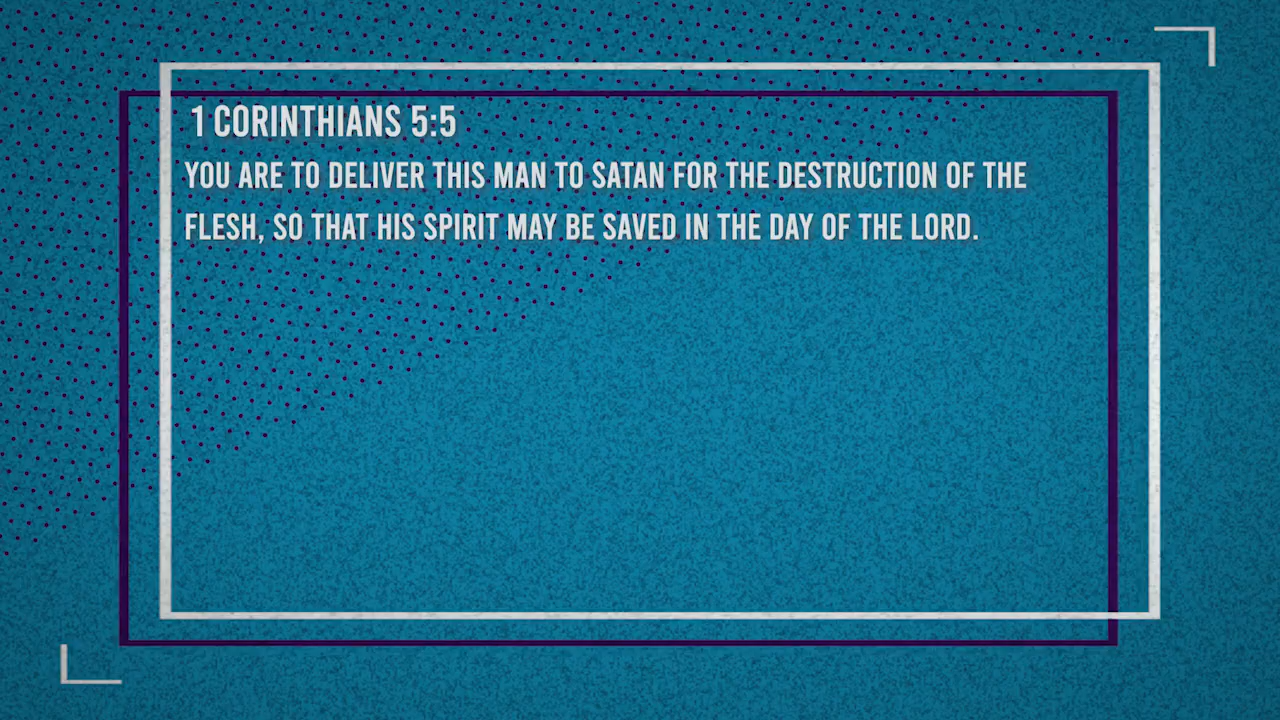 1 CORINTHIANS 5:5
YOU ARE TO DELIVER THIS MAN TO SATAN FOR THE DESTRUCTION OF THE
FLESH, SO THAT HIS SPIRIT MAY BE SAVED IN THE DAY OF THE LORD.